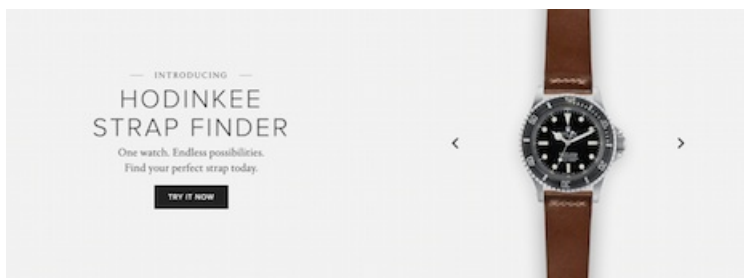 INTRODUCING
HODINKEE
STRAP FINDER
One watch. Endless possibilities.
Find your perfect strap today.
TRY IT NOW